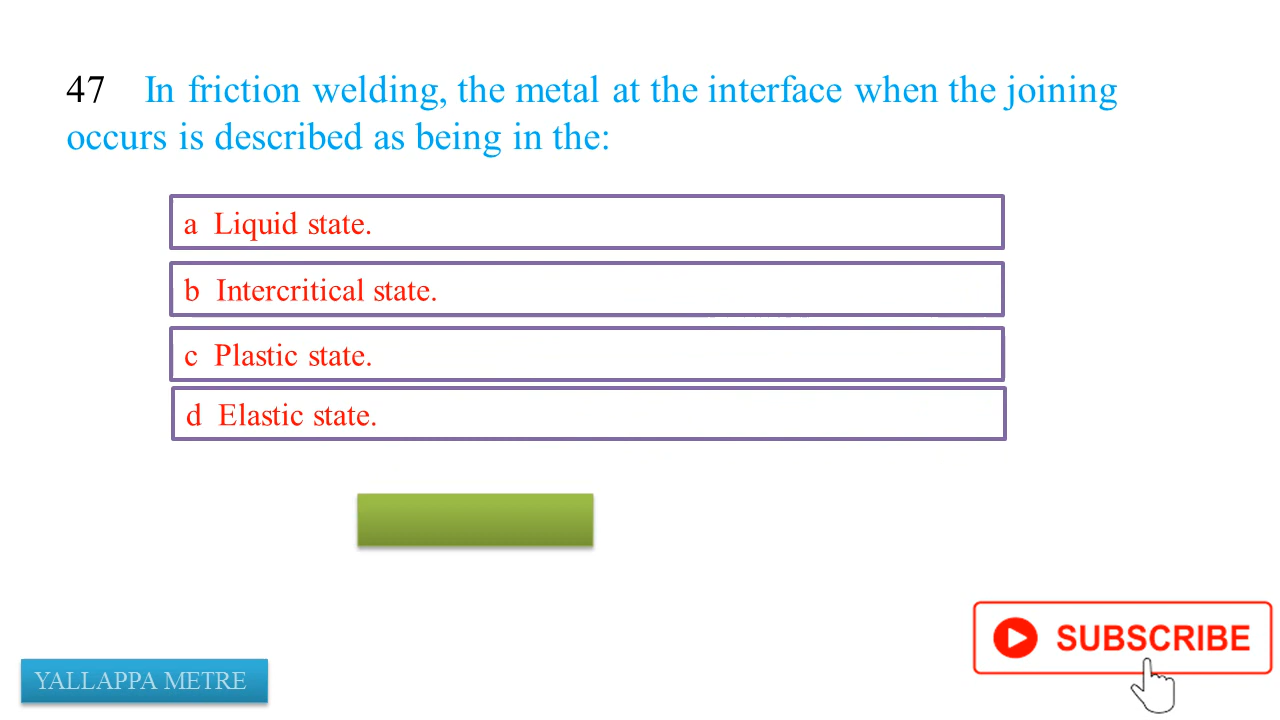 47 In friction welding, the metal at the interface when the joining
occurs is described as being in the:
a Liquid state.
b Intercritical state.
c Plastic state.
d Elastic state.
SUBSCRIBE
YALLAPPA METRE